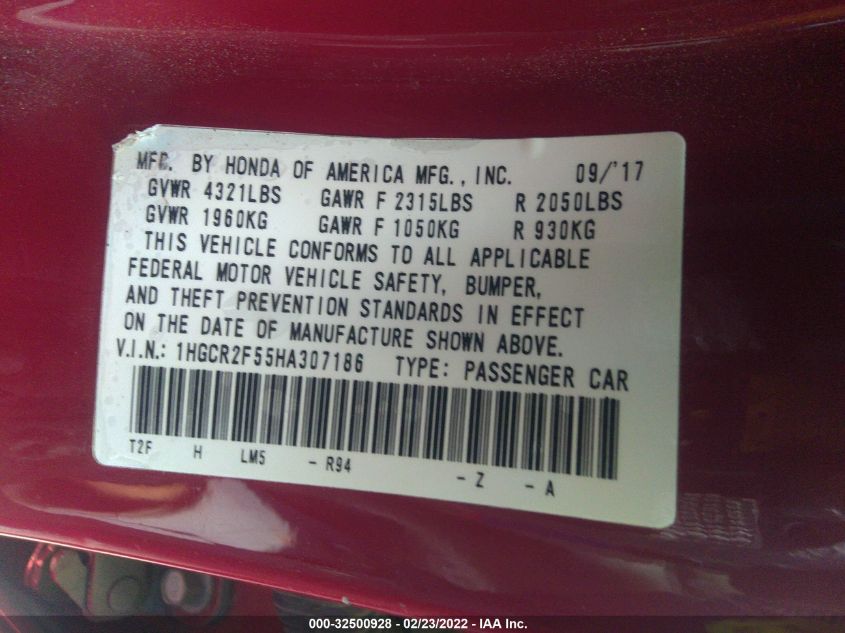 MFD. BY HONDA OF AMERICA MFG., INC. 09/'17
GVWR 4321LBS GAWR F 2315LBS R 2050LBS
GVWR 1960KG GAWR F 1050KG R 930KG
THIS VEHICLE CONFORMS TO ALL APPLICABLE
FEDERAL MOTOR VEHICLE SAFETY, BUMPER,
AND THEFT PREVENTION STANDARDS IN EFFECT
ON THE DATE OF MANUFACTURE SHOWN ABOVE.
V.I.N.: 1HGCR2F55HA307186 TYPE: PASSENGER CAR
T2F H LM5 - R94 - Z - A
000-32500928 - 02/23/2022 - IAA Inc.